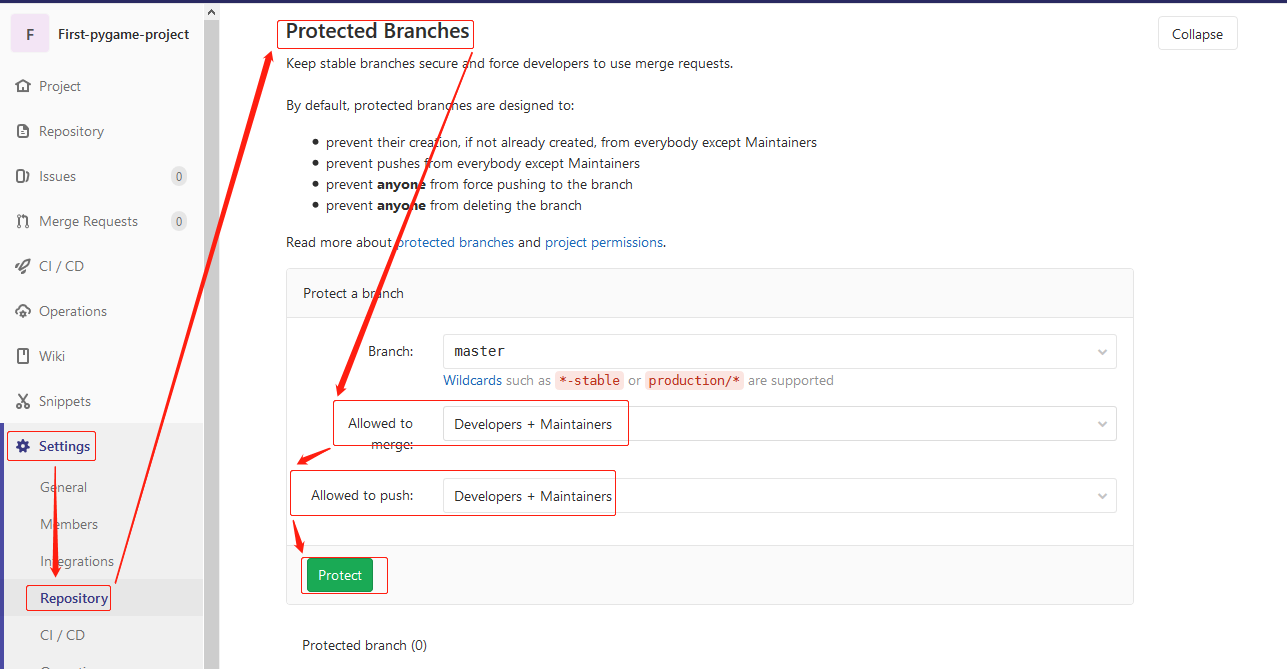 F
First-pygame-project
Project
Repository
Issues 0
Merge Requests 0
CI / CD
Operations
Wiki
Snippets
Settings
General
Members
Integrations
Repository
CI / CD
Protected Branches
Collapse
Keep stable branches secure and force developers to use merge requests.
By default, protected branches are designed to:
prevent their creation, if not already created, from everybody except Maintainers
prevent pushes from everybody except Maintainers
prevent anyone from force pushing to the branch
prevent anyone from deleting the branch
Read more about protected branches and project permissions.
Protect a branch
Branch: master
Wildcards such as *-stable or production/* are supported
Allowed to
merge:
Developers + Maintainers
Allowed to push: Developers + Maintainers
Protect
Protected branch (0)